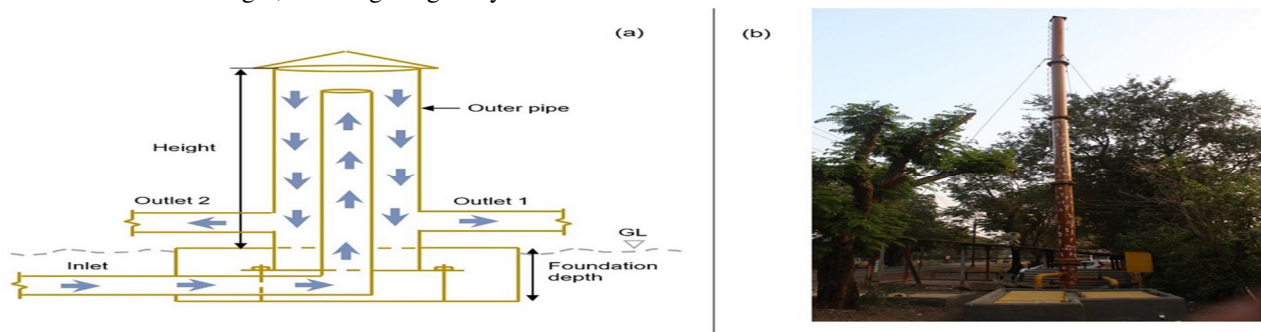 (a)
(b)
Outer pipe
Height
Outlet 2
Outlet 1
GL
Inlet
Foundation
depth